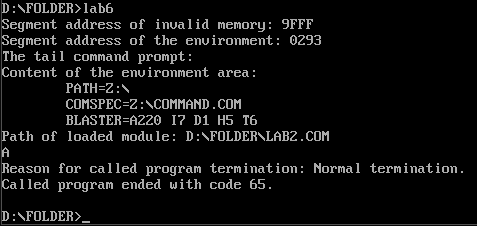 D:\FOLDER>lab6
Segment address of invalid memory: 9FFF
Segment address of the environment: 0293
The tail command prompt:
Content of the environment area:
PATH=Z:\
COMSPEC=Z:\COMMAND.COM
BLASTER=A220 I7 D1 H5 T6
Path of loaded module: D:\FOLDER\LAB2.COM
A
Reason for called program termination: Normal termination.
Called program ended with code 65.
D:\FOLDER>_